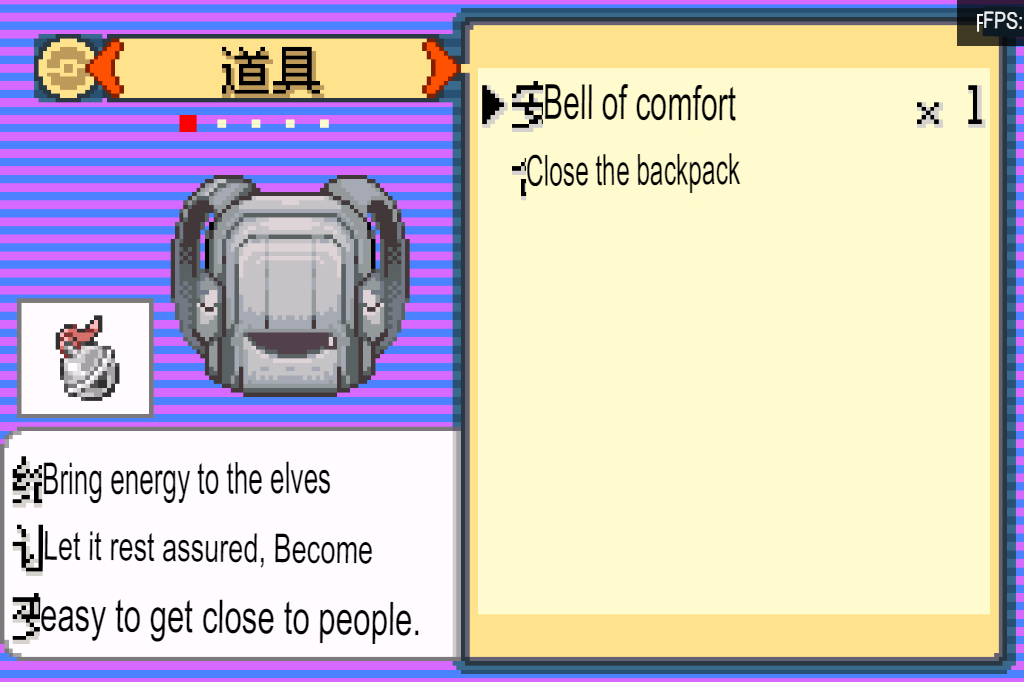 FPS:
道具
Bell of comfort × 1
Close the backpack
Bring energy to the elves
Let it rest assured, Become
easy to get close to people.